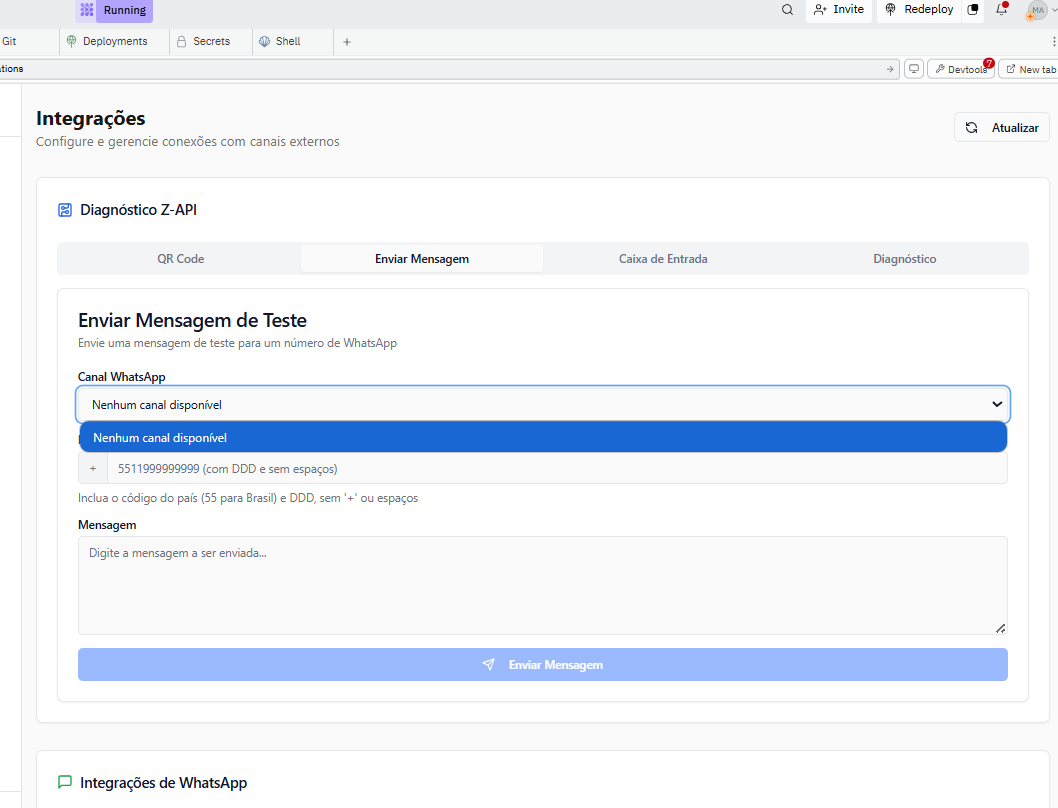 Running
Invite
Redeploy
MA
Git
Deployments
Secrets
Shell
+
tions
Devtools
7
New tab
Integrações
Configure e gerencie conexões com canais externos
Atualizar
Diagnóstico Z-API
QR Code
Enviar Mensagem
Caixa de Entrada
Diagnóstico
Enviar Mensagem de Teste
Envie uma mensagem de teste para um número de WhatsApp
Canal WhatsApp
Nenhum canal disponível
Nenhum canal disponível
+
5511999999999 (com DDD e sem espaços)
Inclua o código do país (55 para Brasil) e DDD, sem '+' ou espaços
Mensagem
Digite a mensagem a ser enviada...
Enviar Mensagem
Integrações de WhatsApp